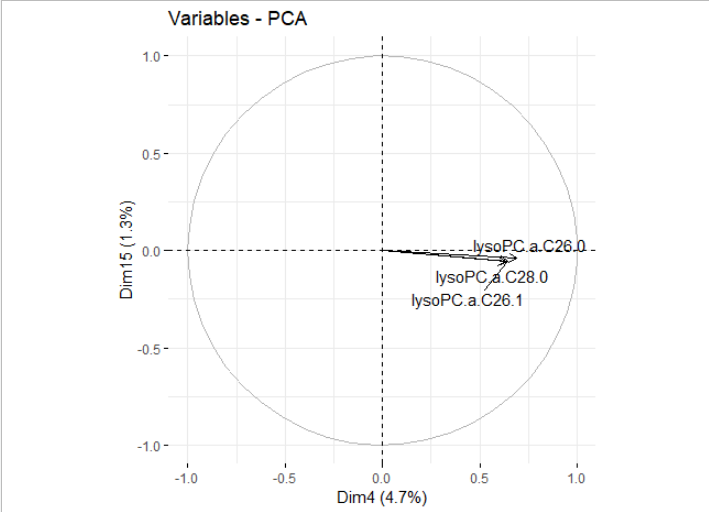 Variables - PCA
1.0
0.5
0.0
-0.5
-1.0
Dim15 (1.3%)
lysoPC.a.C26.0
lysoPC.a.C28.0
lysoPC.a.C26.1
-1.0
-0.5
0.0
0.5
1.0
Dim4 (4.7%)